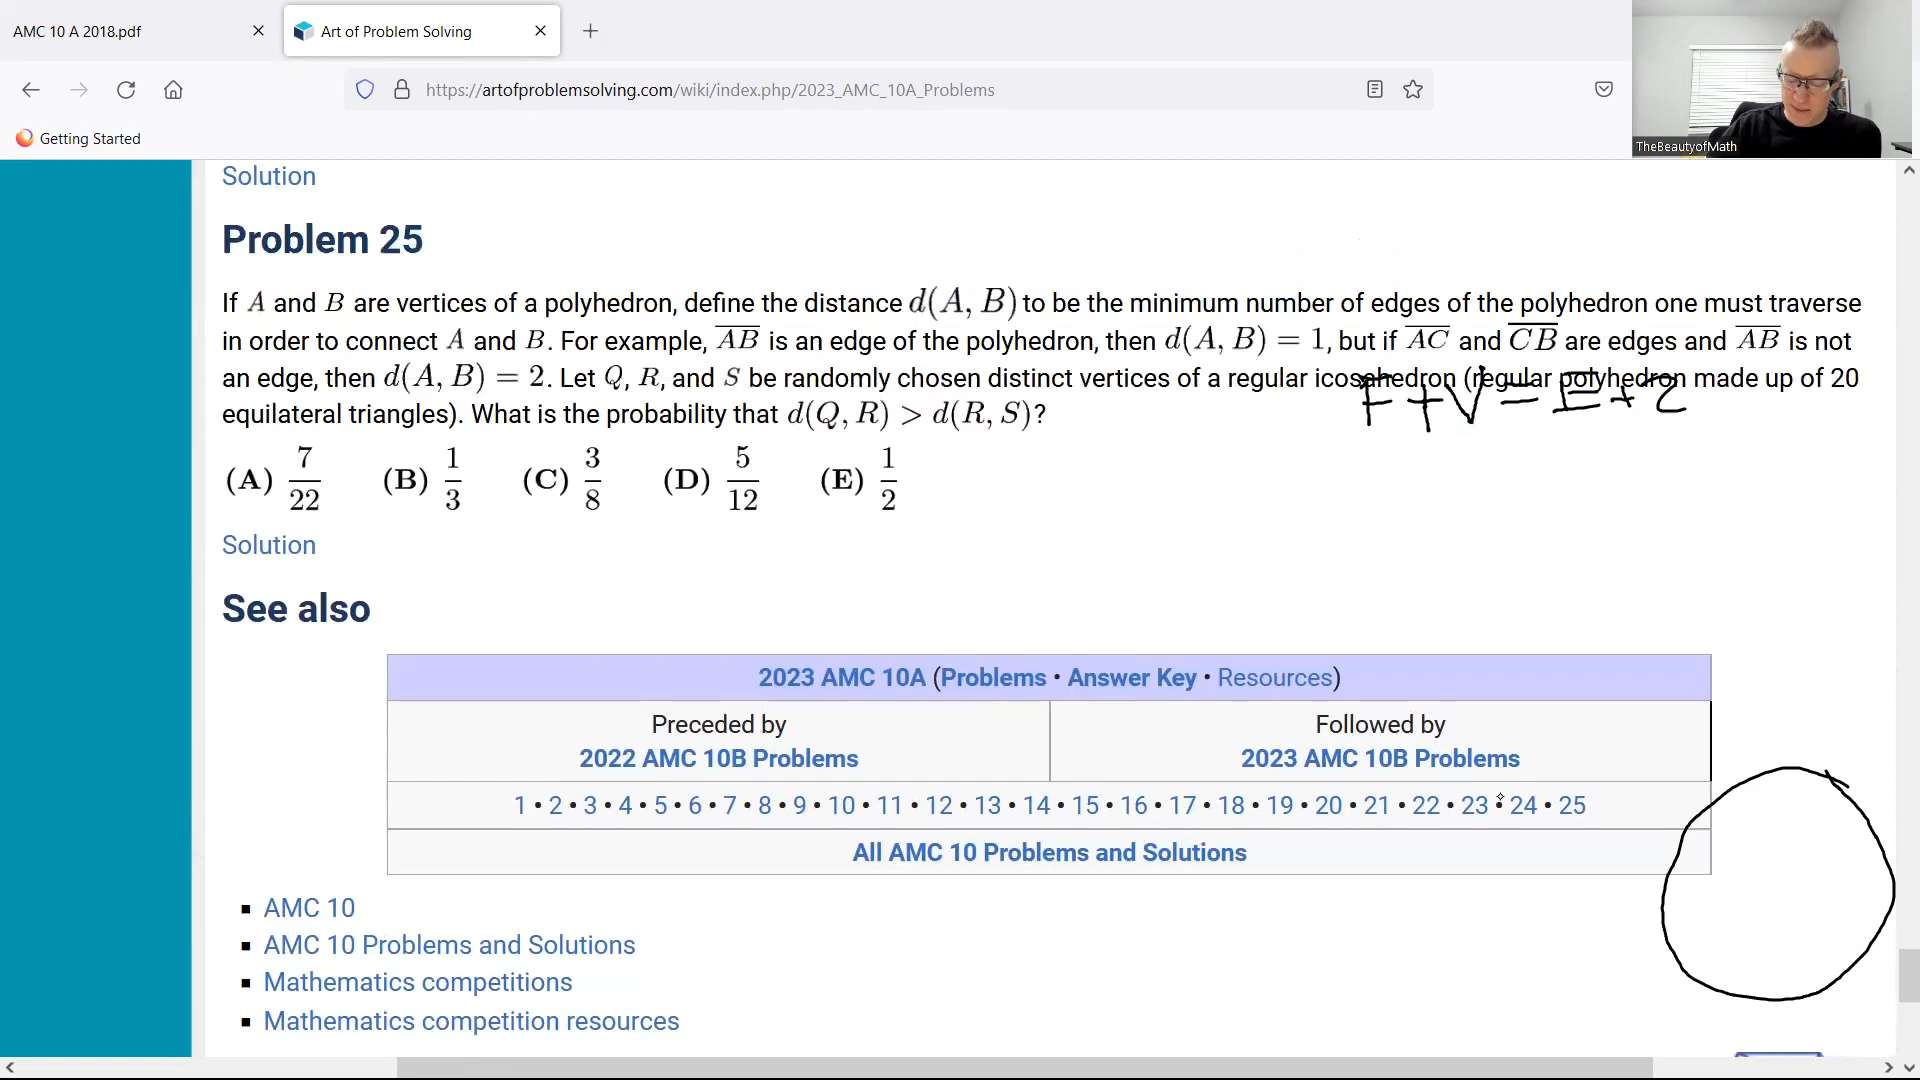 AMC 10 A 2018.pdf
Art of Problem Solving
https://artofproblemsolving.com/wiki/index.php/2023_AMC_10A_Problems
Getting Started
TheBeautyofMath
Solution
Problem 25
If A and B are vertices of a polyhedron, define the distance d(A, B) to be the minimum number of edges of the polyhedron one must traverse
in order to connect A and B. For example, \overline{AB} is an edge of the polyhedron, then d(A, B) = 1, but if \overline{AC} and \overline{CB} are edges and \overline{AB} is not
an edge, then d(A, B) = 2. Let Q, R, and S be randomly chosen distinct vertices of a regular icosahedron (regular polyhedron made up of 20
equilateral triangles). What is the probability that d(Q, R) > d(R, S)?
F + V = E + 2
(A) 7/22 (B) 1/3 (C) 3/8 (D) 5/12 (E) 1/2
Solution
See also
2023 AMC 10A (Problems • Answer Key • Resources)
Preceded by
2022 AMC 10B Problems
Followed by
2023 AMC 10B Problems
1 • 2 • 3 • 4 • 5 • 6 • 7 • 8 • 9 • 10 • 11 • 12 • 13 • 14 • 15 • 16 • 17 • 18 • 19 • 20 • 21 • 22 • 23 • 24 • 25
All AMC 10 Problems and Solutions
AMC 10
AMC 10 Problems and Solutions
Mathematics competitions
Mathematics competition resources